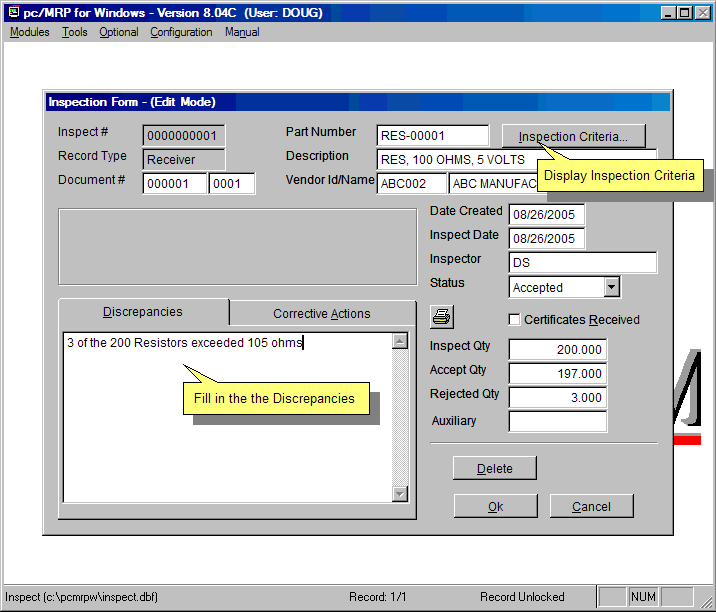 pc/MRP for Windows - Version 8.04C (User: DOUG)
Modules Tools Optional Configuration Manual
Inspection Form - (Edit Mode)
Inspect # 0000000001 Part Number RES-00001 Inspection Criteria...
Record Type Receiver Description RES, 100 OHMS, 5 VOLTS
Document # 000001 0001 Vendor Id/Name ABC002 ABC MANUFAC
Display Inspection Criteria
Date Created 08/26/2005
Inspect Date 08/26/2005
Inspector DS
Status Accepted
Discrepancies Corrective Actions
Certificates Received
3 of the 200 Resistors exceeded 105 ohms
Fill in the the Discrepancies
Inspect Qty 200.000
Accept Qty 197.000
Rejected Qty 3.000
Auxiliary
Delete
Ok Cancel
Inspect (c:\pcmrpw\inspect.dbf) Record: 1/1 Record Unlocked NUM